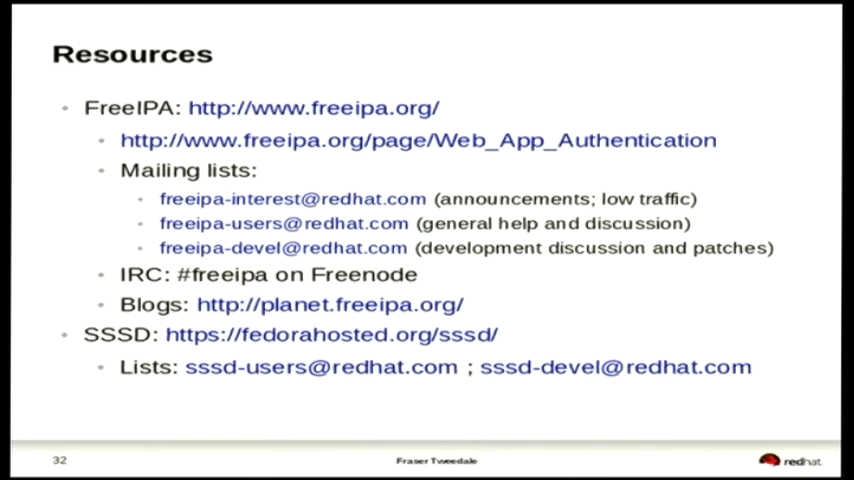 Resources
FreeIPA: http://www.freeipa.org/
http://www.freeipa.org/page/Web_App_Authentication
Mailing lists:
freeipa-interest@redhat.com (announcements; low traffic)
freeipa-users@redhat.com (general help and discussion)
freeipa-devel@redhat.com (development discussion and patches)
IRC: #freeipa on Freenode
Blogs: http://planet.freeipa.org/
SSSD: https://fedorahosted.org/sssd/
Lists: sssd-users@redhat.com ; sssd-devel@redhat.com
32 Fraser Tweedale redhat.